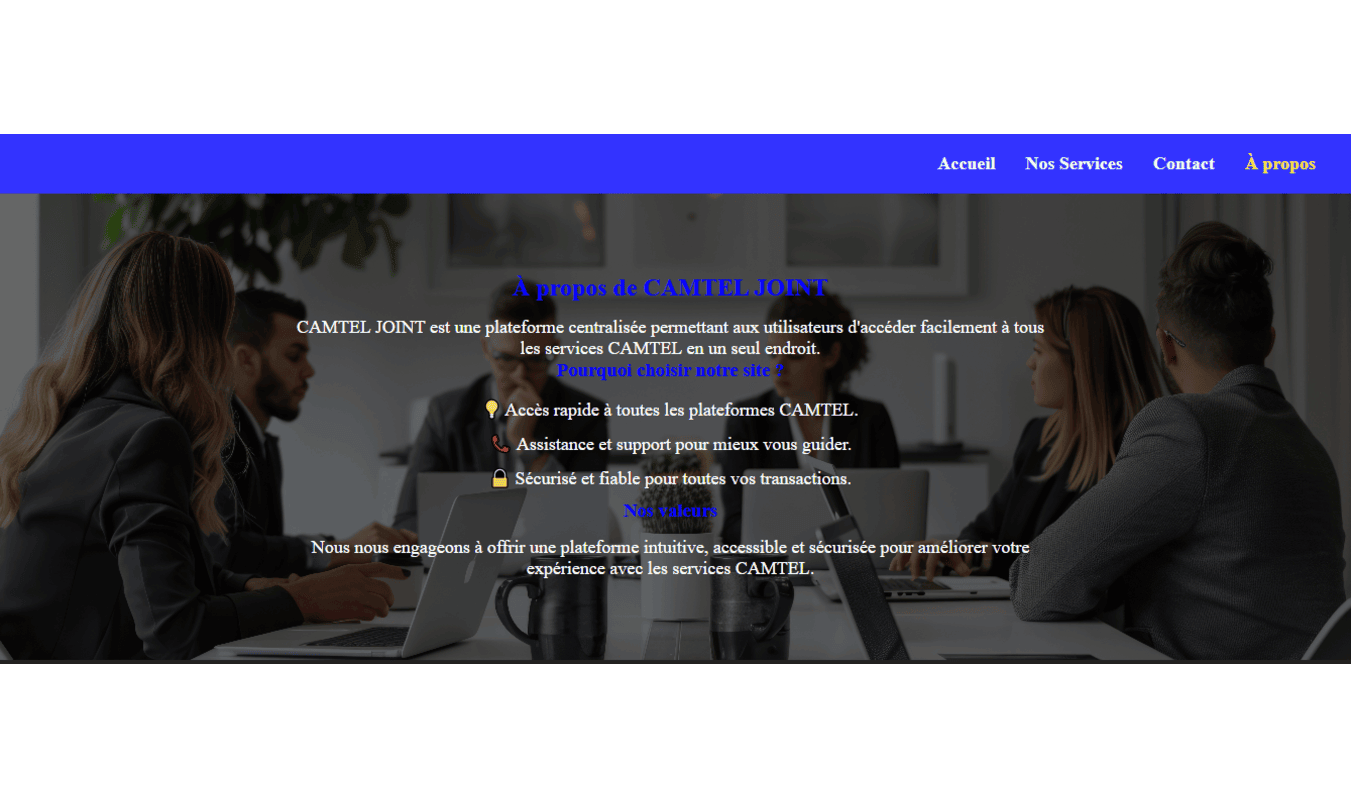 Accueil Nos Services Contact À propos
À propos de CAMTEL JOINT
CAMTEL JOINT est une plateforme centralisée permettant aux utilisateurs d'accéder facilement à tous
les services CAMTEL en un seul endroit.
Pourquoi choisir notre site ?
💡 Accès rapide à toutes les plateformes CAMTEL.
📞 Assistance et support pour mieux vous guider.
🔒 Sécurisé et fiable pour toutes vos transactions.
Nos valeurs
Nous nous engageons à offrir une plateforme intuitive, accessible et sécurisée pour améliorer votre
expérience avec les services CAMTEL.